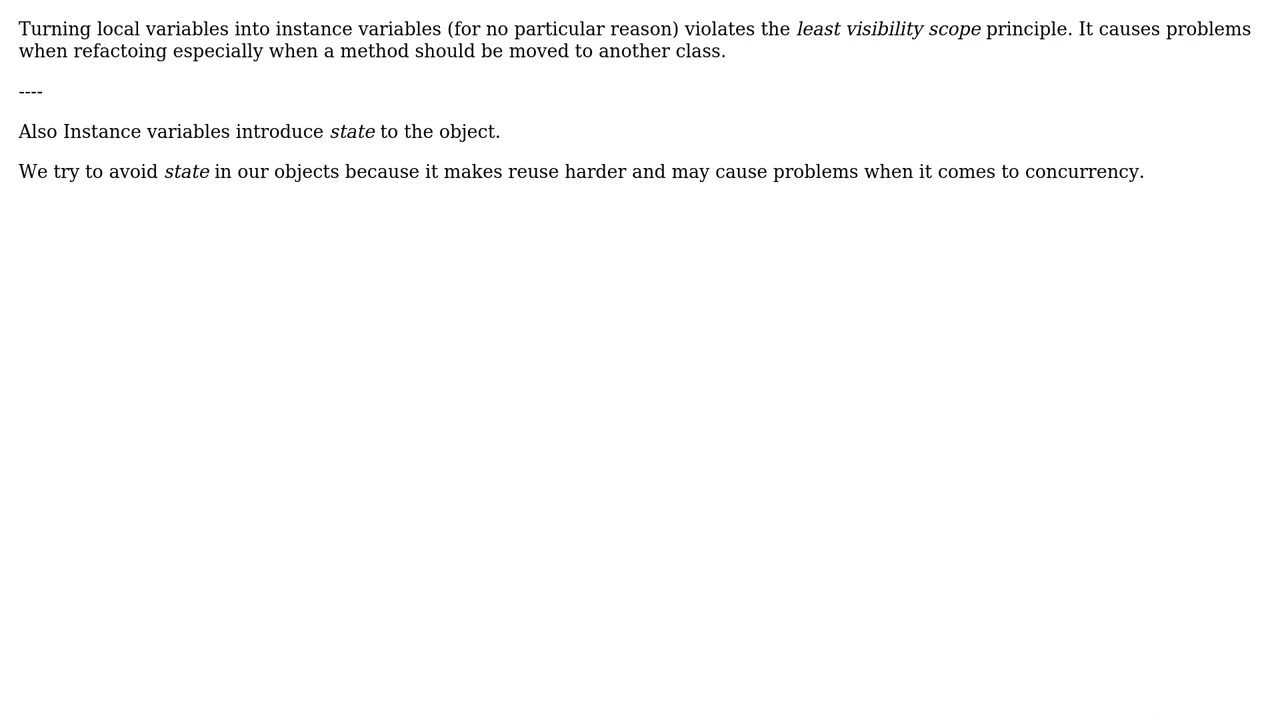 Turning local variables into instance variables (for no particular reason) violates the least visibility scope principle. It causes problems
when refactoing especially when a method should be moved to another class.
----
Also Instance variables introduce state to the object.
We try to avoid state in our objects because it makes reuse harder and may cause problems when it comes to concurrency.